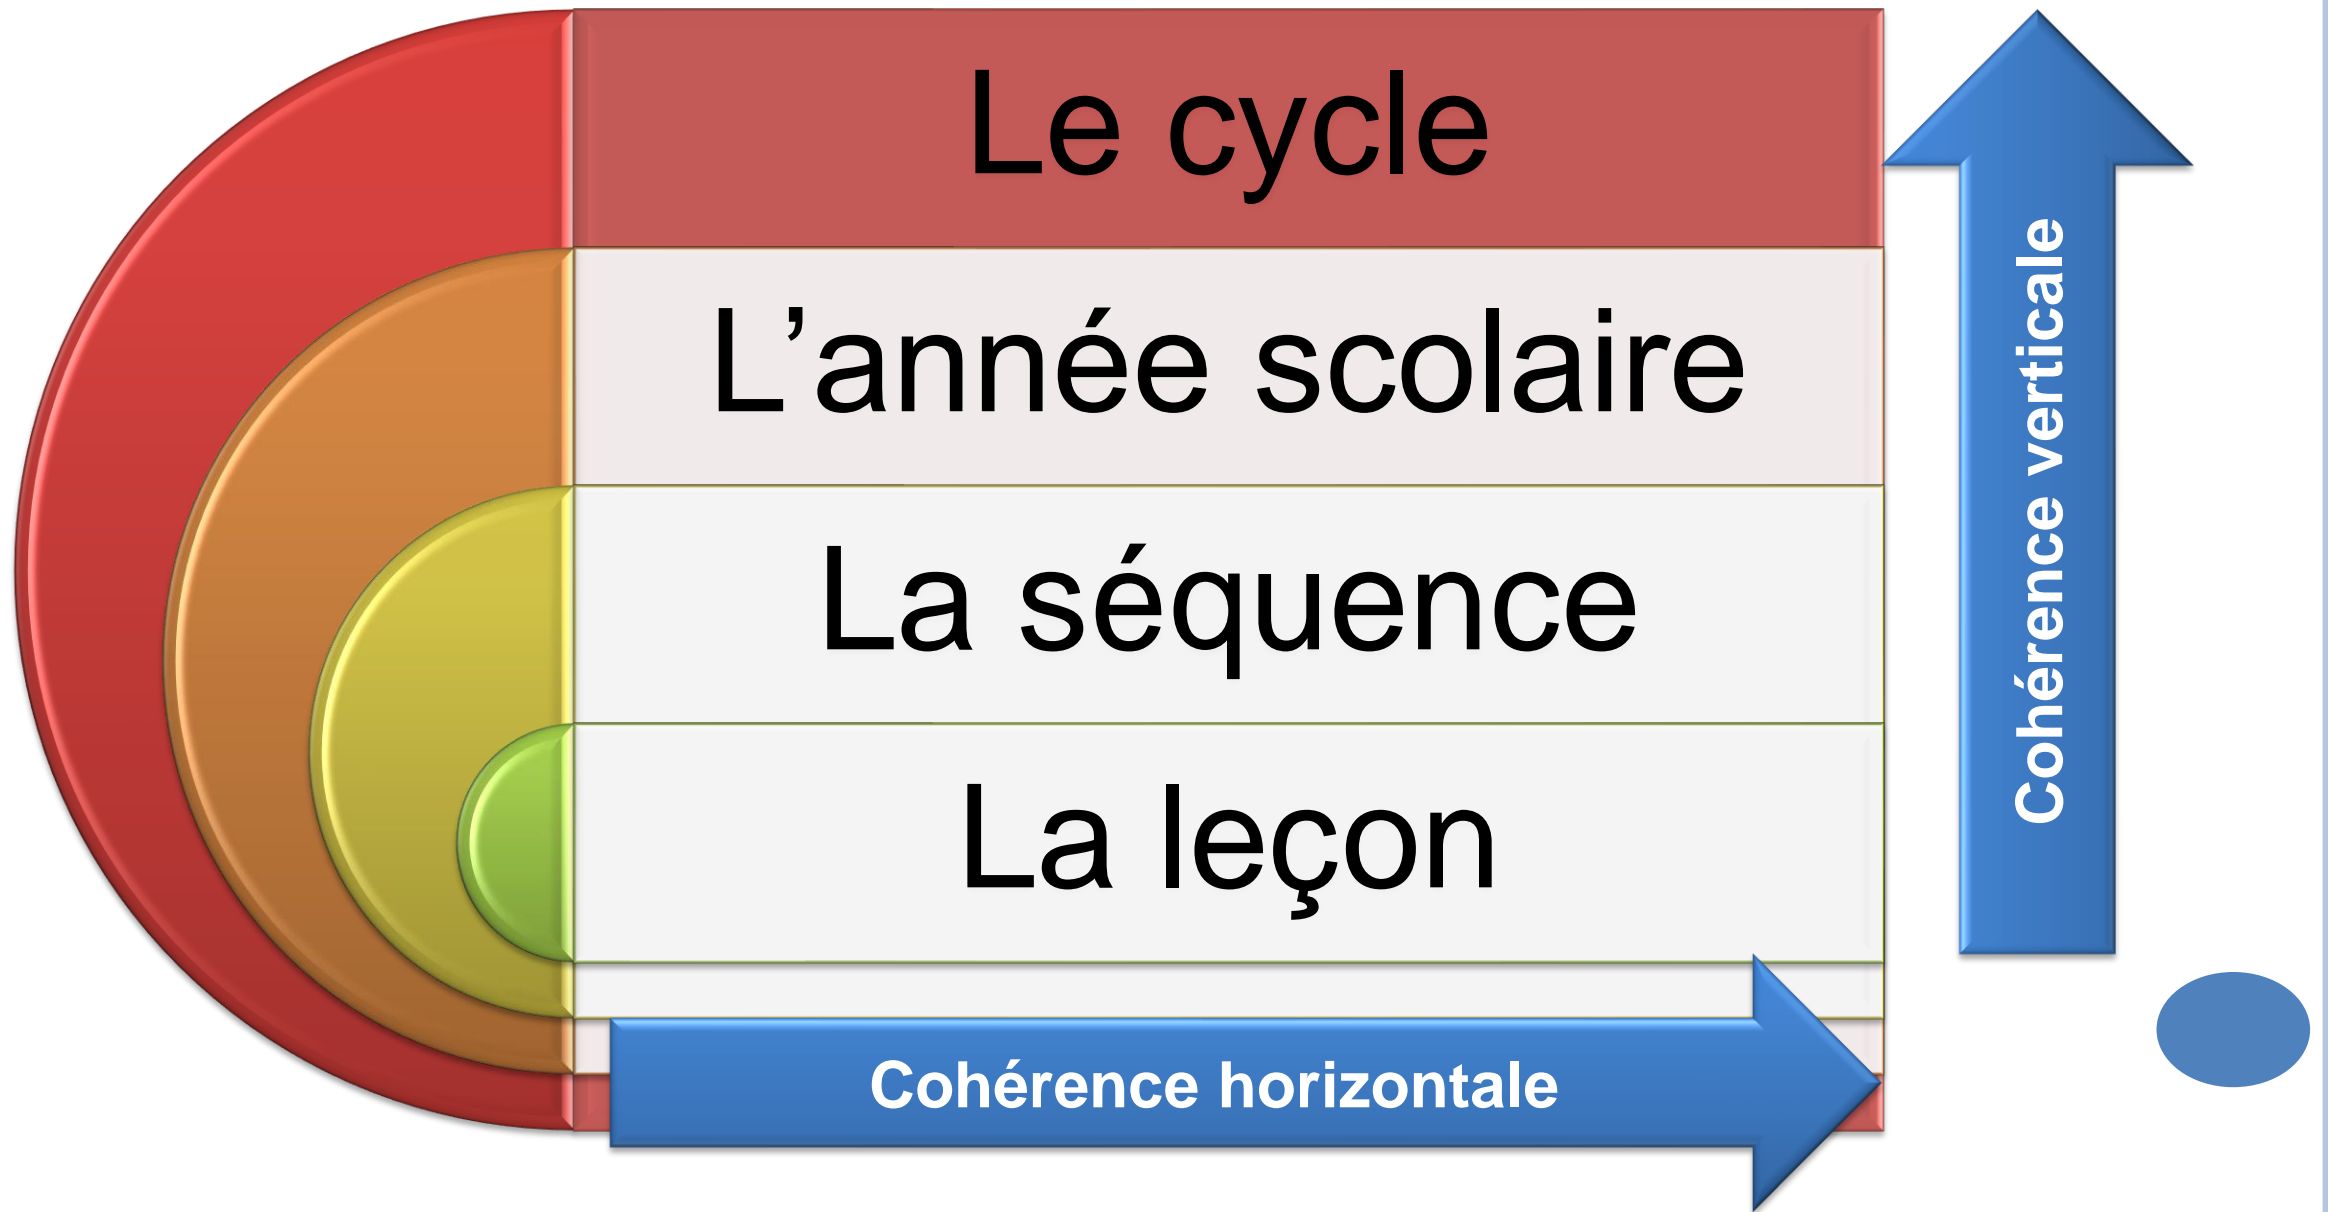 Le cycle
L’année scolaire
La séquence
La leçon
Cohérence verticale
Cohérence horizontale